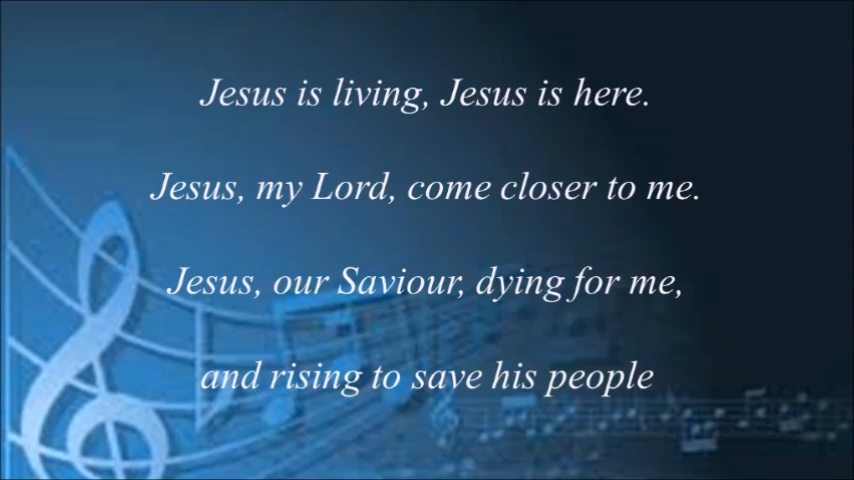 Jesus is living, Jesus is here.
Jesus, my Lord, come closer to me.
Jesus, our Saviour, dying for me,
and rising to save his people